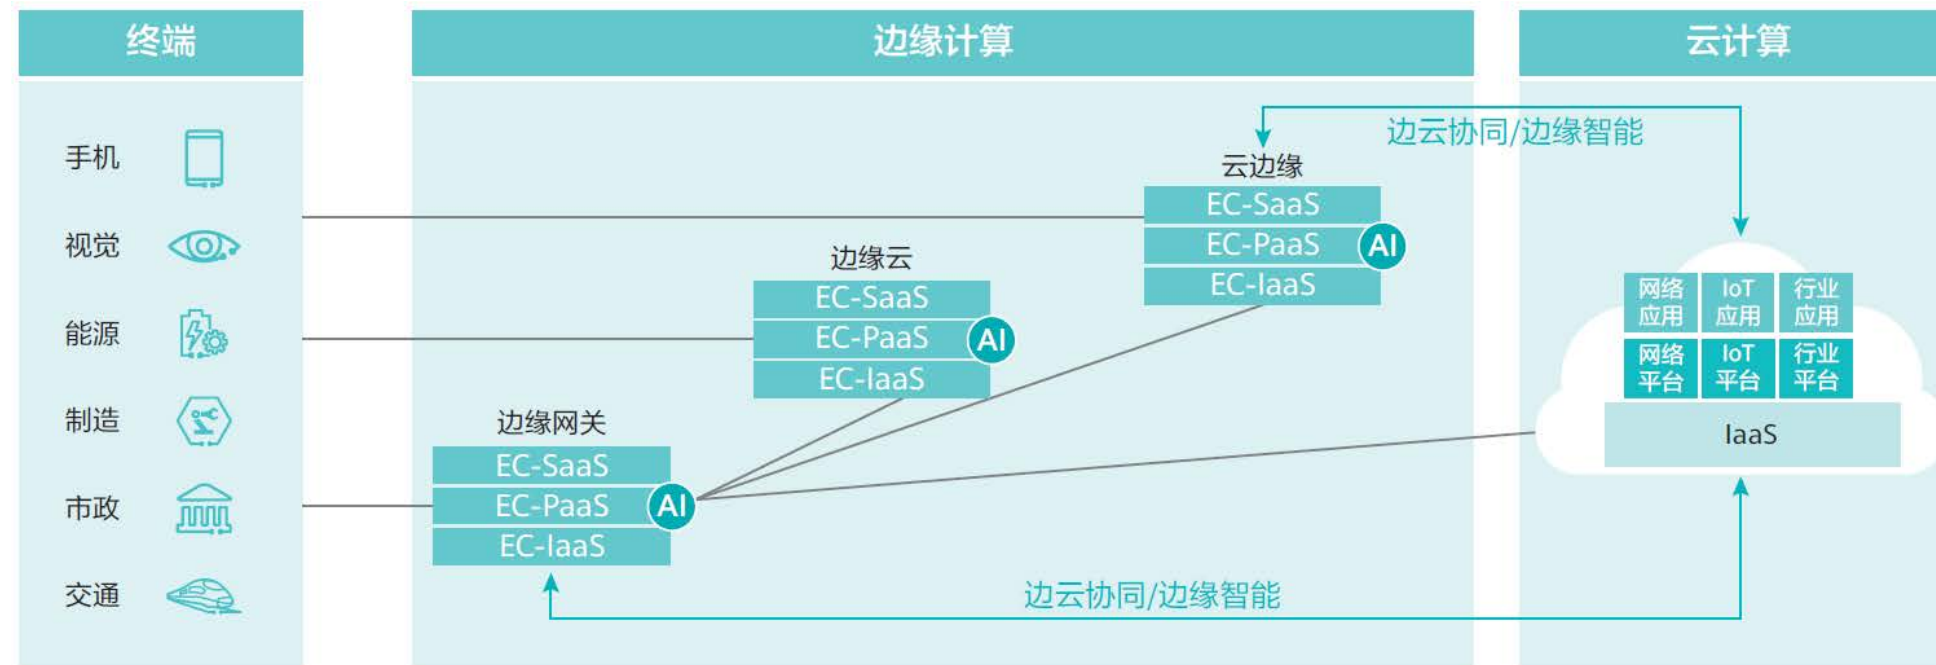 终端
手机
视觉
能源
制造
市政
交通
边缘计算
边云协同/边缘智能
云边缘
EC-SaaS
EC-PaaS
AI
EC-IaaS
边缘云
EC-SaaS
EC-PaaS
AI
EC-IaaS
边缘网关
EC-SaaS
EC-PaaS
AI
EC-IaaS
边云协同/边缘智能
云计算
网络
应用
IoT
应用
行业
应用
网络
平台
IoT
平台
行业
平台
IaaS